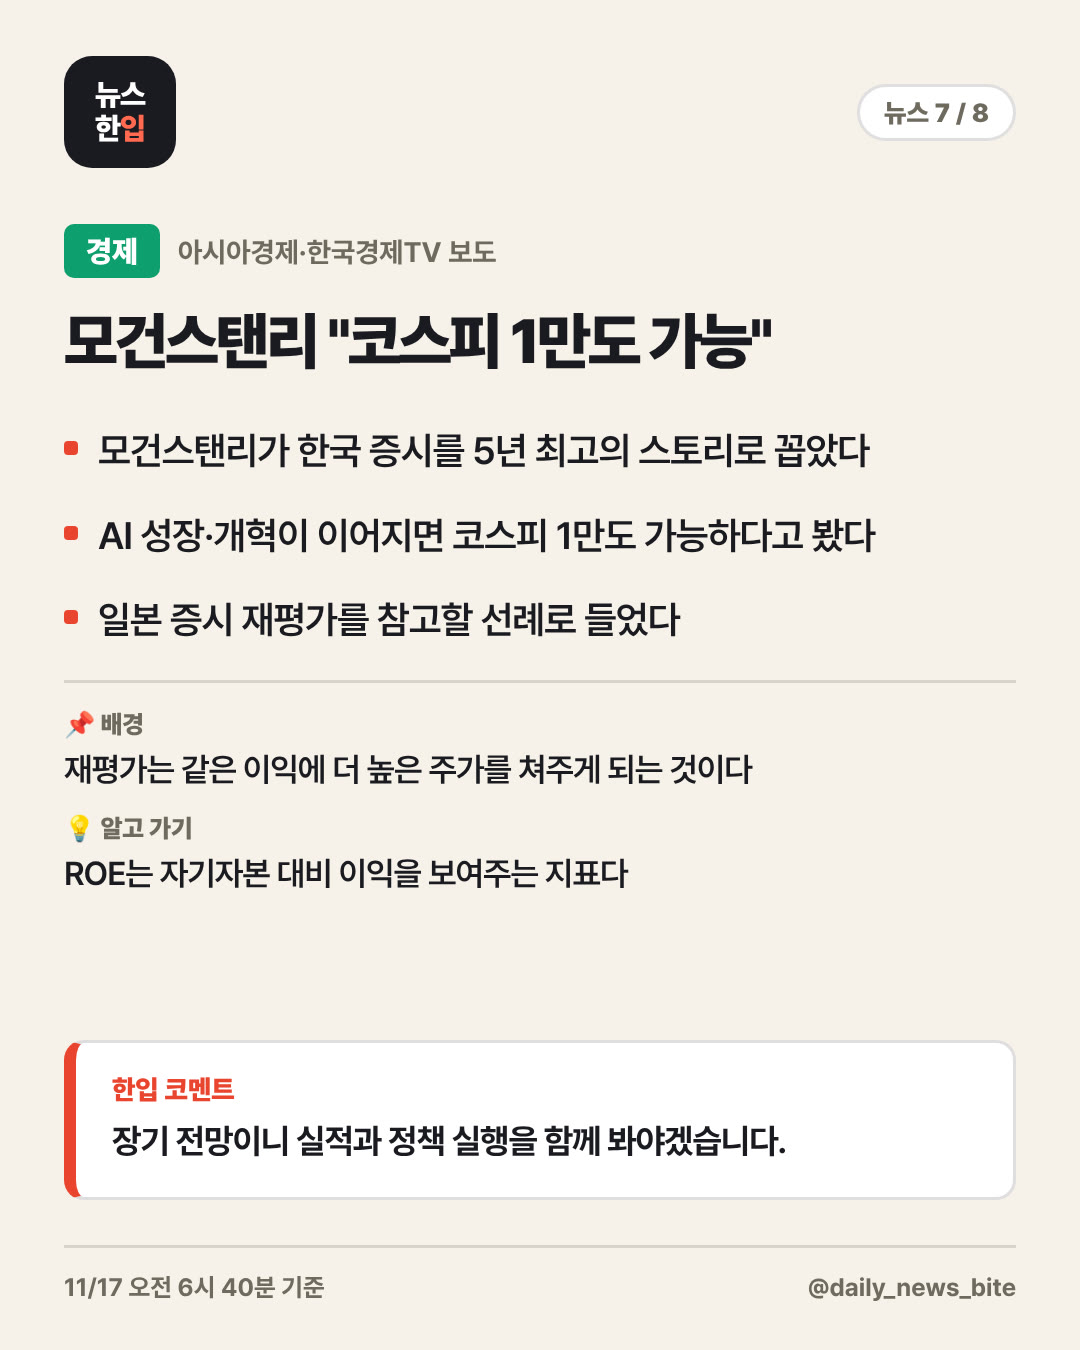 뉴스
한입
뉴스 7 / 8
경제
아시아경제·한국경제TV 보도
모건스탠리 "코스피 1만도 가능"
모건스탠리가 한국 증시를 5년 최고의 스토리로 꼽았다
AI 성장·개혁이 이어지면 코스피 1만도 가능하다고 봤다
일본 증시 재평가를 참고할 선례로 들었다
📌 배경
재평가는 같은 이익에 더 높은 주가를 쳐주게 되는 것이다
💡 알고 가기
ROE는 자기자본 대비 이익을 보여주는 지표다
한입 코멘트
장기 전망이니 실적과 정책 실행을 함께 봐야겠습니다.
11/17 오전 6시 40분 기준
@daily_news_bite